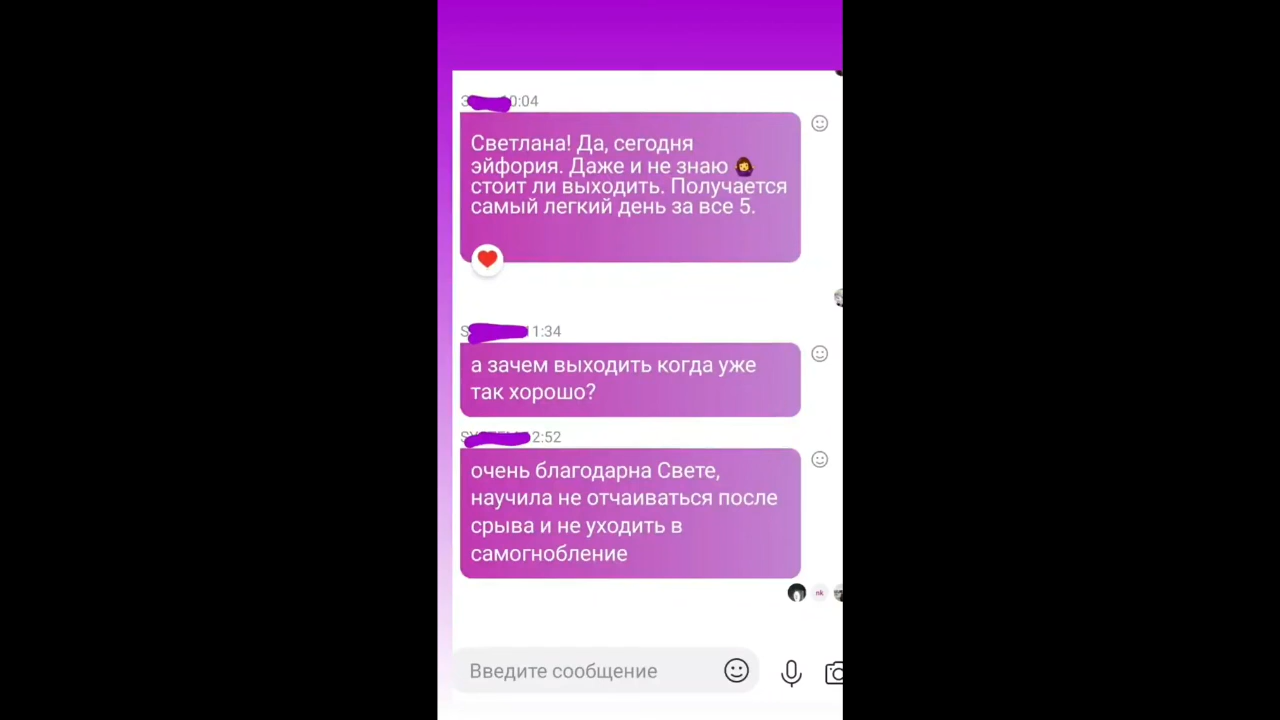 0:04
Светлана! Да, сегодня
эйфория. Даже и не знаю 🤦‍♀️
стоит ли выходить. Получается
самый легкий день за все 5.
S 11:34
а зачем выходить когда уже
так хорошо?
2:52
очень благодарна Свете,
научила не отчаиваться после
срыва и не уходить в
самогнобление
nk
Введите сообщение